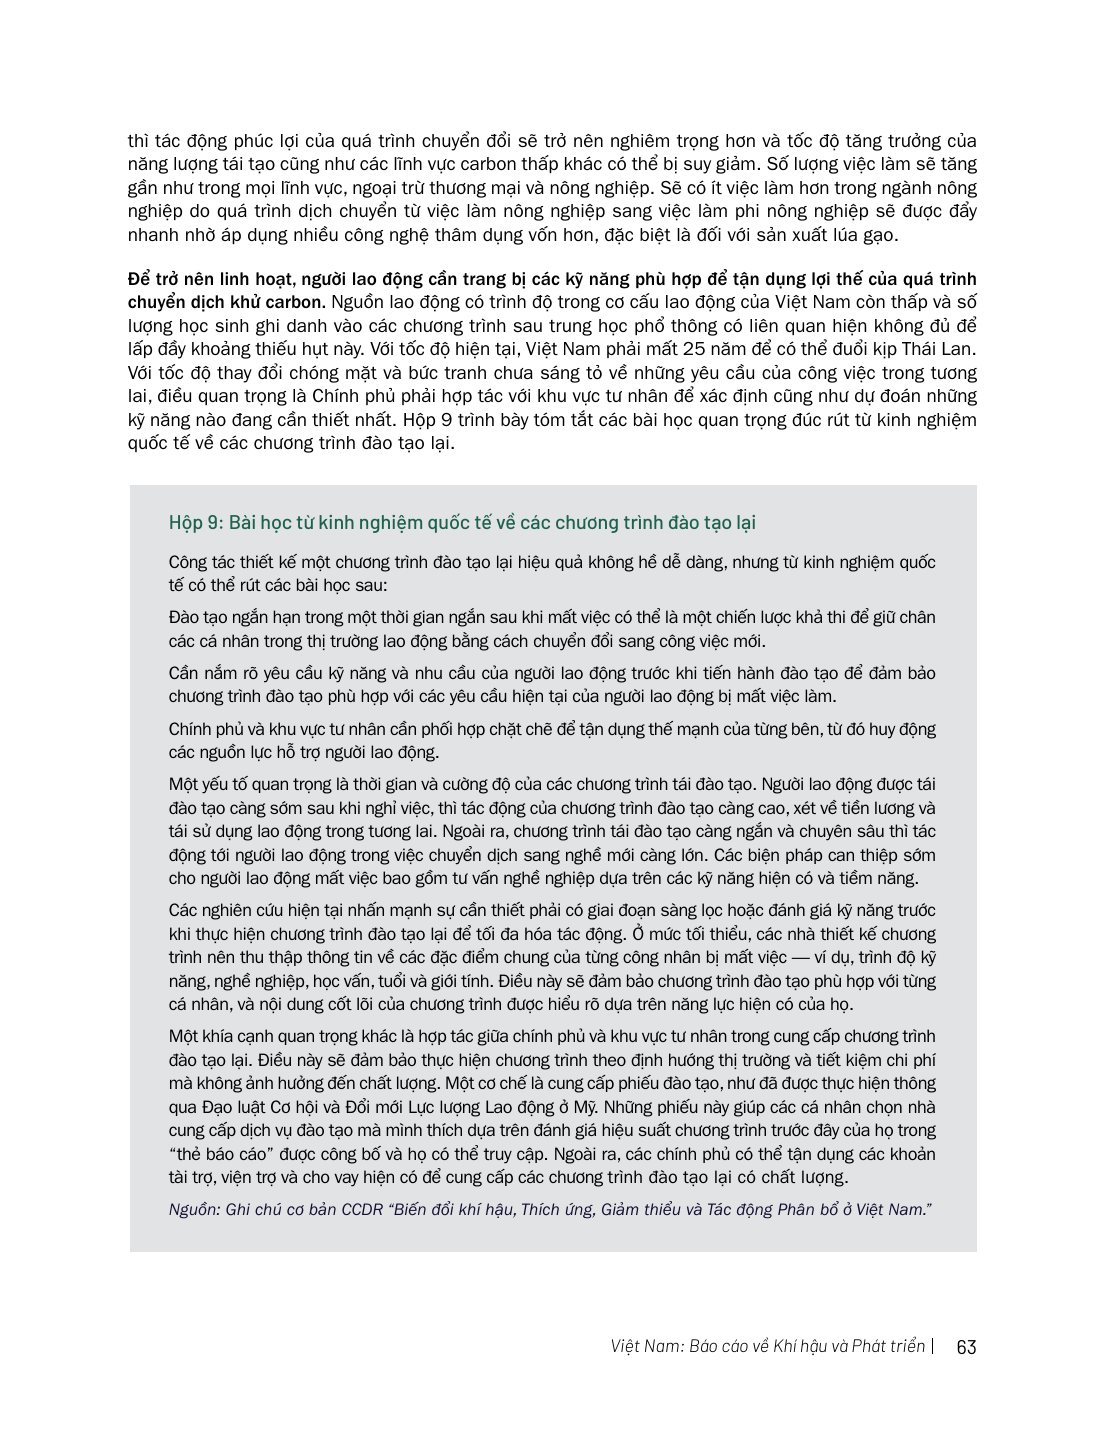 thì tác động phúc lợi của quá trình chuyển đổi sẽ trở nên nghiêm trọng hơn và tốc độ tăng trưởng của
năng lượng tái tạo cũng như các lĩnh vực carbon thấp khác có thể bị suy giảm. Số lượng việc làm sẽ tăng
gần như trong mọi lĩnh vực, ngoại trừ thương mại và nông nghiệp. Sẽ có ít việc làm hơn trong ngành nông
nghiệp do quá trình dịch chuyển từ việc làm nông nghiệp sang việc làm phi nông nghiệp sẽ được đẩy
nhanh nhờ áp dụng nhiều công nghệ thâm dụng vốn hơn, đặc biệt là đối với sản xuất lúa gạo.
Để trở nên linh hoạt, người lao động cần trang bị các kỹ năng phù hợp để tận dụng lợi thế của quá trình
chuyển dịch khử carbon. Nguồn lao động có trình độ trong cơ cấu lao động của Việt Nam còn thấp và số
lượng học sinh ghi danh vào các chương trình sau trung học phổ thông có liên quan hiện không đủ để
lấp đầy khoảng thiếu hụt này. Với tốc độ hiện tại, Việt Nam phải mất 25 năm để có thể đuổi kịp Thái Lan.
Với tốc độ thay đổi chóng mặt và bức tranh chưa sáng tỏ về những yêu cầu của công việc trong tương
lai, điều quan trọng là Chính phủ phải hợp tác với khu vực tư nhân để xác định cũng như dự đoán những
kỹ năng nào đang cần thiết nhất. Hộp 9 trình bày tóm tắt các bài học quan trọng đúc rút từ kinh nghiệm
quốc tế về các chương trình đào tạo lại.
Hộp 9: Bài học từ kinh nghiệm quốc tế về các chương trình đào tạo lại
Công tác thiết kế một chương trình đào tạo lại hiệu quả không hề dễ dàng, nhưng từ kinh nghiệm quốc
tế có thể rút các bài học sau:
Đào tạo ngắn hạn trong một thời gian ngắn sau khi mất việc có thể là một chiến lược khả thi để giữ chân
các cá nhân trong thị trường lao động bằng cách chuyển đổi sang công việc mới.
Cần nắm rõ yêu cầu kỹ năng và nhu cầu của người lao động trước khi tiến hành đào tạo để đảm bảo
chương trình đào tạo phù hợp với các yêu cầu hiện tại của người lao động bị mất việc làm.
Chính phủ và khu vực tư nhân cần phối hợp chặt chẽ để tận dụng thế mạnh của từng bên, từ đó huy động
các nguồn lực hỗ trợ người lao động.
Một yếu tố quan trọng là thời gian và cường độ của các chương trình tái đào tạo. Người lao động được tái
đào tạo càng sớm sau khi nghỉ việc, thì tác động của chương trình đào tạo càng cao, xét về tiền lương và
tái sử dụng lao động trong tương lai. Ngoài ra, chương trình tái đào tạo càng ngắn và chuyên sâu thì tác
động tới người lao động trong việc chuyển dịch sang nghề mới càng lớn. Các biện pháp can thiệp sớm
cho người lao động mất việc bao gồm tư vấn nghề nghiệp dựa trên các kỹ năng hiện có và tiềm năng.
Các nghiên cứu hiện tại nhấn mạnh sự cần thiết phải có giai đoạn sàng lọc hoặc đánh giá kỹ năng trước
khi thực hiện chương trình đào tạo lại để tối đa hóa tác động. Ở mức tối thiểu, các nhà thiết kế chương
trình nên thu thập thông tin về các đặc điểm chung của từng công nhân bị mất việc — ví dụ, trình độ kỹ
năng, nghề nghiệp, học vấn, tuổi và giới tính. Điều này sẽ đảm bảo chương trình đào tạo phù hợp với từng
cá nhân, và nội dung cốt lõi của chương trình được hiểu rõ dựa trên năng lực hiện có của họ.
Một khía cạnh quan trọng khác là hợp tác giữa chính phủ và khu vực tư nhân trong cung cấp chương trình
đào tạo lại. Điều này sẽ đảm bảo thực hiện chương trình theo định hướng thị trường và tiết kiệm chi phí
mà không ảnh hưởng đến chất lượng. Một cơ chế là cung cấp phiếu đào tạo, như đã được thực hiện thông
qua Đạo luật Cơ hội và Đổi mới Lực lượng Lao động ở Mỹ. Những phiếu này giúp các cá nhân chọn nhà
cung cấp dịch vụ đào tạo mà mình thích dựa trên đánh giá hiệu suất chương trình trước đây của họ trong
“thẻ báo cáo” được công bố và họ có thể truy cập. Ngoài ra, các chính phủ có thể tận dụng các khoản
tài trợ, viện trợ và cho vay hiện có để cung cấp các chương trình đào tạo lại có chất lượng.
Nguồn: Ghi chú cơ bản CCDR “Biến đổi khí hậu, Thích ứng, Giảm thiểu và Tác động Phân bổ ở Việt Nam.”
Việt Nam: Báo cáo về Khí hậu và Phát triển | 63